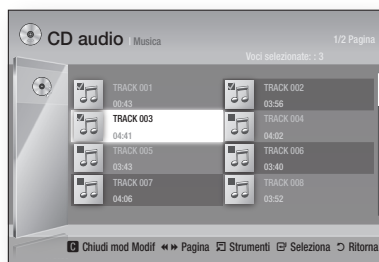 CD audio | Musica
1/2 Pagina
Voci selezionate: : 3
TRACK 001
00:43
TRACK 002
03:56
TRACK 003
04:41
TRACK 004
04:02
TRACK 005
03:43
TRACK 006
03:40
TRACK 007
04:06
TRACK 008
03:52
C Chiudi mod Modif Pagina Strumenti Seleziona Ritorna